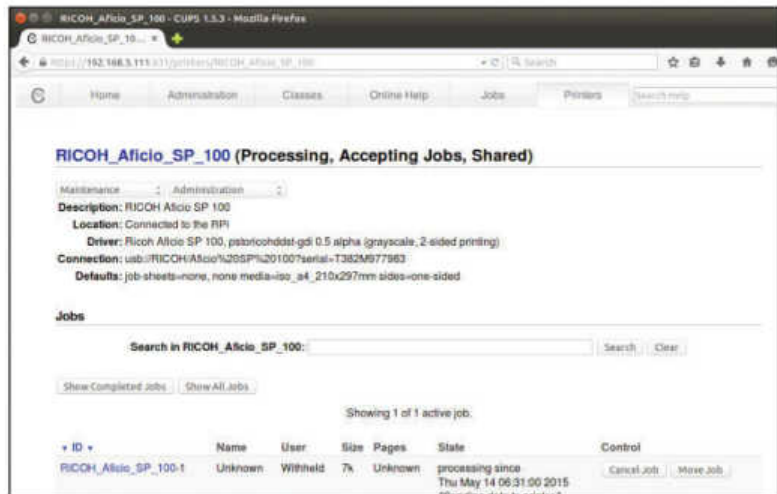 RICOH_Aficio_SP_100 - CUPS 1.5.3 - Mozilla Firefox
RICOH_Aficio_SP_10... ×
Search
Home Administration Classes Online Help Jobs Printers Search Help
RICOH_Aficio_SP_100 (Processing, Accepting Jobs, Shared)
Maintenance Administration
Description: RICOH Aficio SP 100
Location: Connected to the RPi
Driver: Ricoh Aficio SP 100, pstoricohddst-gdi 0.5 alpha (grayscale, 2-sided printing)
Connection: usb://RICOH/Aficio%20SP%20100?serial=T382M977983
Defaults: job-sheets=none, none media=iso_a4_210x297mm sides=one-sided
Jobs
Search in RICOH_Aficio_SP_100: Search Clear
Show Completed Jobs Show All Jobs
Showing 1 of 1 active job.
ID Name User Size Pages State Control
RICOH_Aficio_SP_100-1 Unknown Withheld 7k Unknown processing since Cancel Job Move Job
Thu May 14 06:31:00 2015